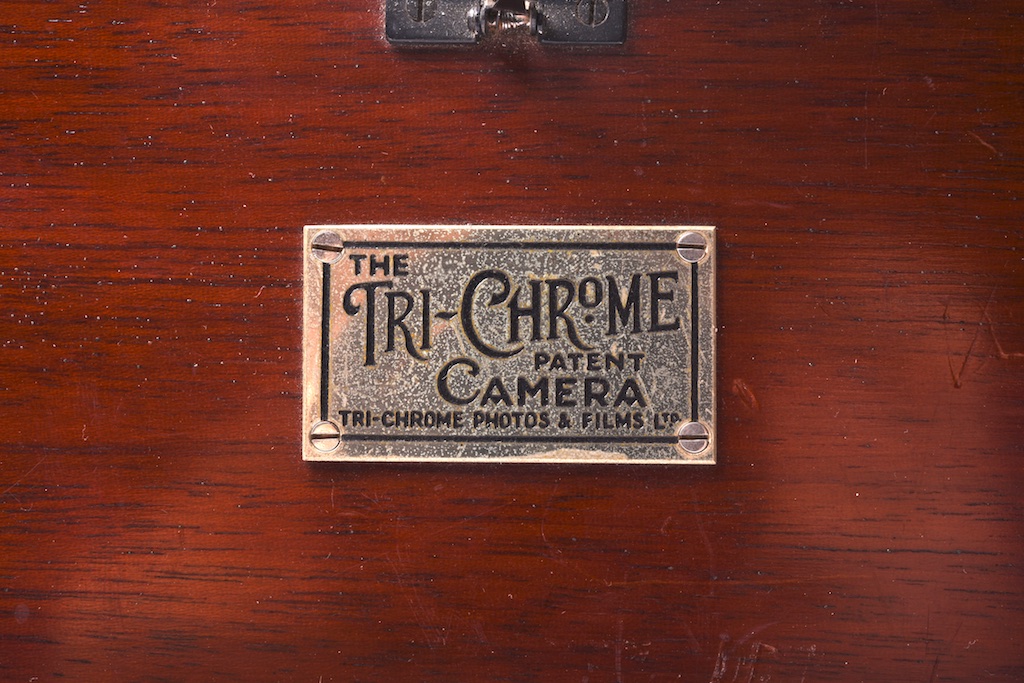 THE
TRI-CHROME
PATENT
CAMERA
TRI-CHROME PHOTOS & FILMS LTD.